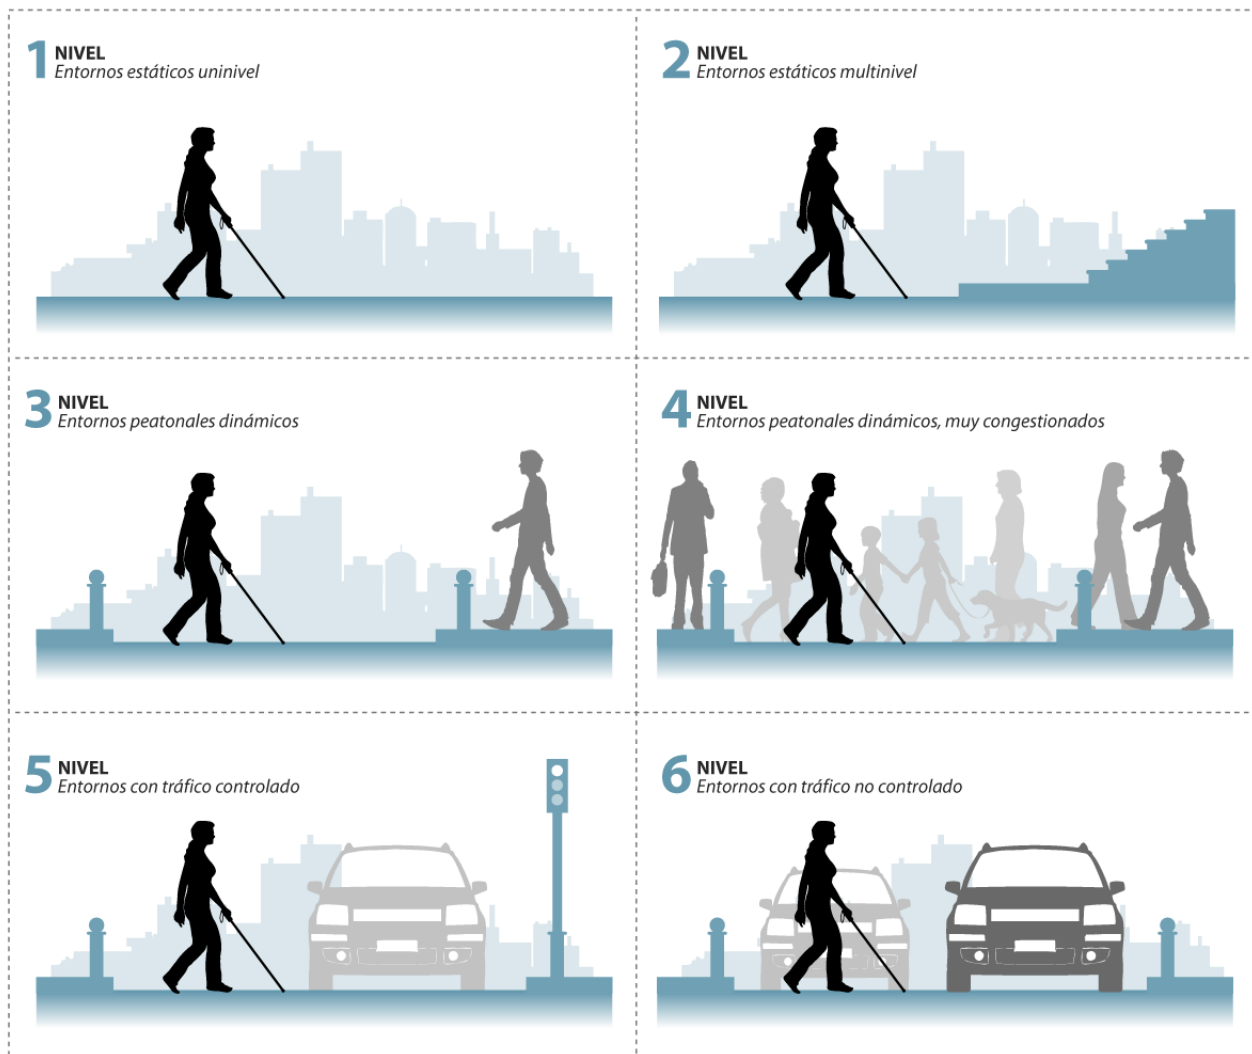 1 NIVEL
Entornos estáticos uninivel
2 NIVEL
Entornos estáticos multinivel
3 NIVEL
Entornos peatonales dinámicos
4 NIVEL
Entornos peatonales dinámicos, muy congestionados
5 NIVEL
Entornos con tráfico controlado
6 NIVEL
Entornos con tráfico no controlado